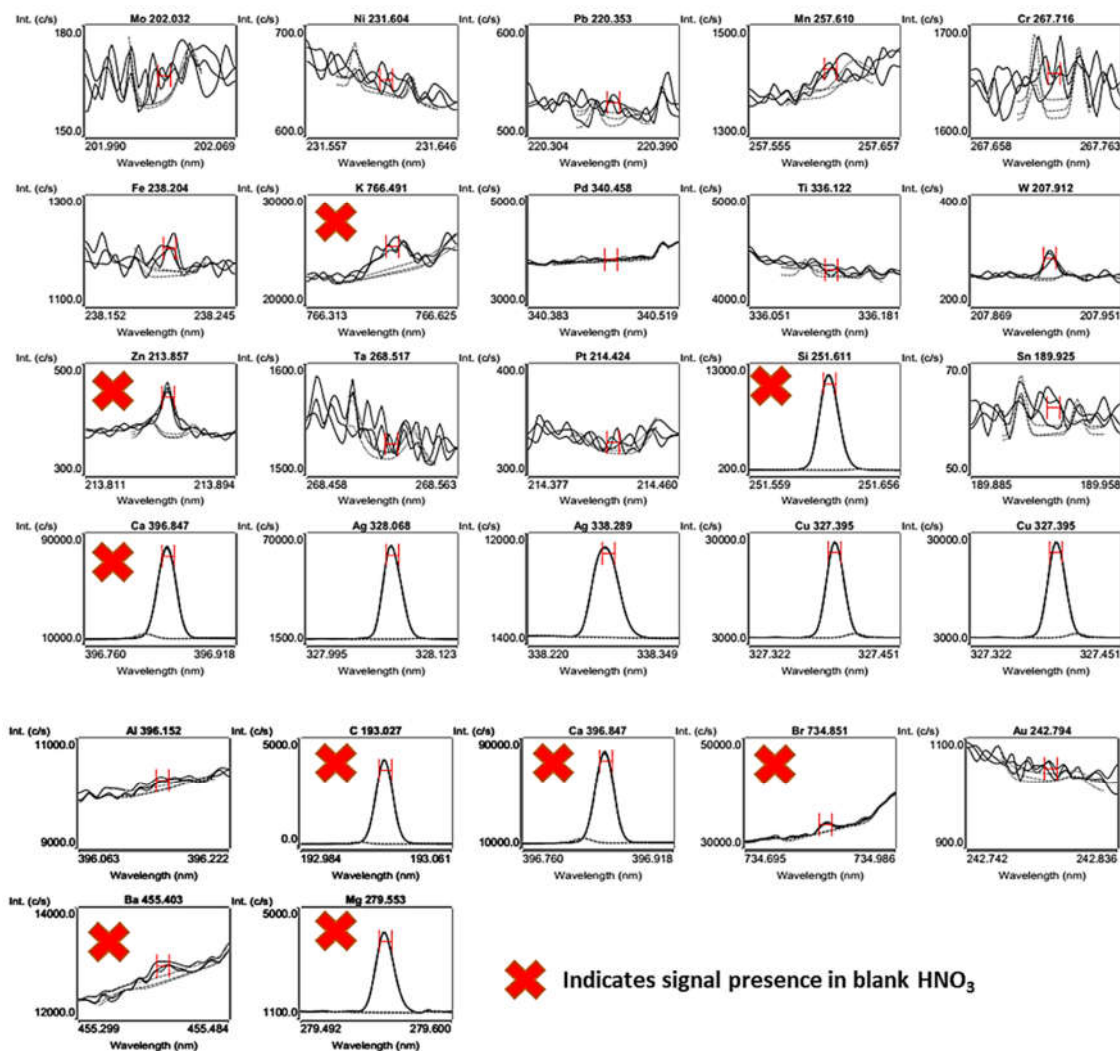 Int. (c/s) Mo 202.032 Int. (c/s) Ni 231.604 Int. (c/s) Pb 220.353 Int. (c/s) Mn 257.610 Int. (c/s) Cr 267.716
180.0 700.0 600.0 1500.0 1700.0
150.0 600.0 500.0 1300.0 1600.0
201.990 202.069 231.557 231.646 220.304 220.390 257.555 257.657 267.658 267.763
Wavelength (nm) Wavelength (nm) Wavelength (nm) Wavelength (nm) Wavelength (nm)
Int. (c/s) Fe 238.204 Int. (c/s) K 766.491 Int. (c/s) Pd 340.458 Int. (c/s) Ti 336.122 Int. (c/s) W 207.912
1300.0 30000.0 5000.0 5000.0 400.0
1100.0 20000.0 3000.0 4000.0 200.0
238.152 238.245 766.313 766.625 340.383 340.519 336.051 336.181 207.869 207.951
Wavelength (nm) Wavelength (nm) Wavelength (nm) Wavelength (nm) Wavelength (nm)
Int. (c/s) Zn 213.857 Int. (c/s) Ta 268.517 Int. (c/s) Pt 214.424 Int. (c/s) Si 251.611 Int. (c/s) Sn 189.925
500.0 1600.0 400.0 13000.0 70.0
300.0 1500.0 300.0 200.0 50.0
213.811 213.894 268.458 268.563 214.377 214.460 251.559 251.656 189.885 189.958
Wavelength (nm) Wavelength (nm) Wavelength (nm) Wavelength (nm) Wavelength (nm)
Int. (c/s) Ca 396.847 Int. (c/s) Ag 328.068 Int. (c/s) Ag 338.289 Int. (c/s) Cu 327.395 Int. (c/s) Cu 327.395
90000.0 70000.0 12000.0 30000.0 30000.0
10000.0 1500.0 1400.0 3000.0 3000.0
396.760 396.918 327.995 328.123 338.220 338.349 327.322 327.451 327.322 327.451
Wavelength (nm) Wavelength (nm) Wavelength (nm) Wavelength (nm) Wavelength (nm)
Int. (c/s) Al 396.152 Int. (c/s) C 193.027 Int. (c/s) Ca 396.847 Int. (c/s) Br 734.851 Int. (c/s) Au 242.794
11000.0 5000.0 90000.0 50000.0 1100.0
9000.0 0.0 10000.0 30000.0 900.0
396.063 396.222 192.984 193.061 396.760 396.918 734.695 734.986 242.742 242.836
Wavelength (nm) Wavelength (nm) Wavelength (nm) Wavelength (nm) Wavelength (nm)
Int. (c/s) Ba 455.403 Int. (c/s) Mg 279.553
14000.0 5000.0
Indicates signal presence in blank HNO₃
12000.0 1100.0
455.299 455.484 279.492 279.600
Wavelength (nm) Wavelength (nm)